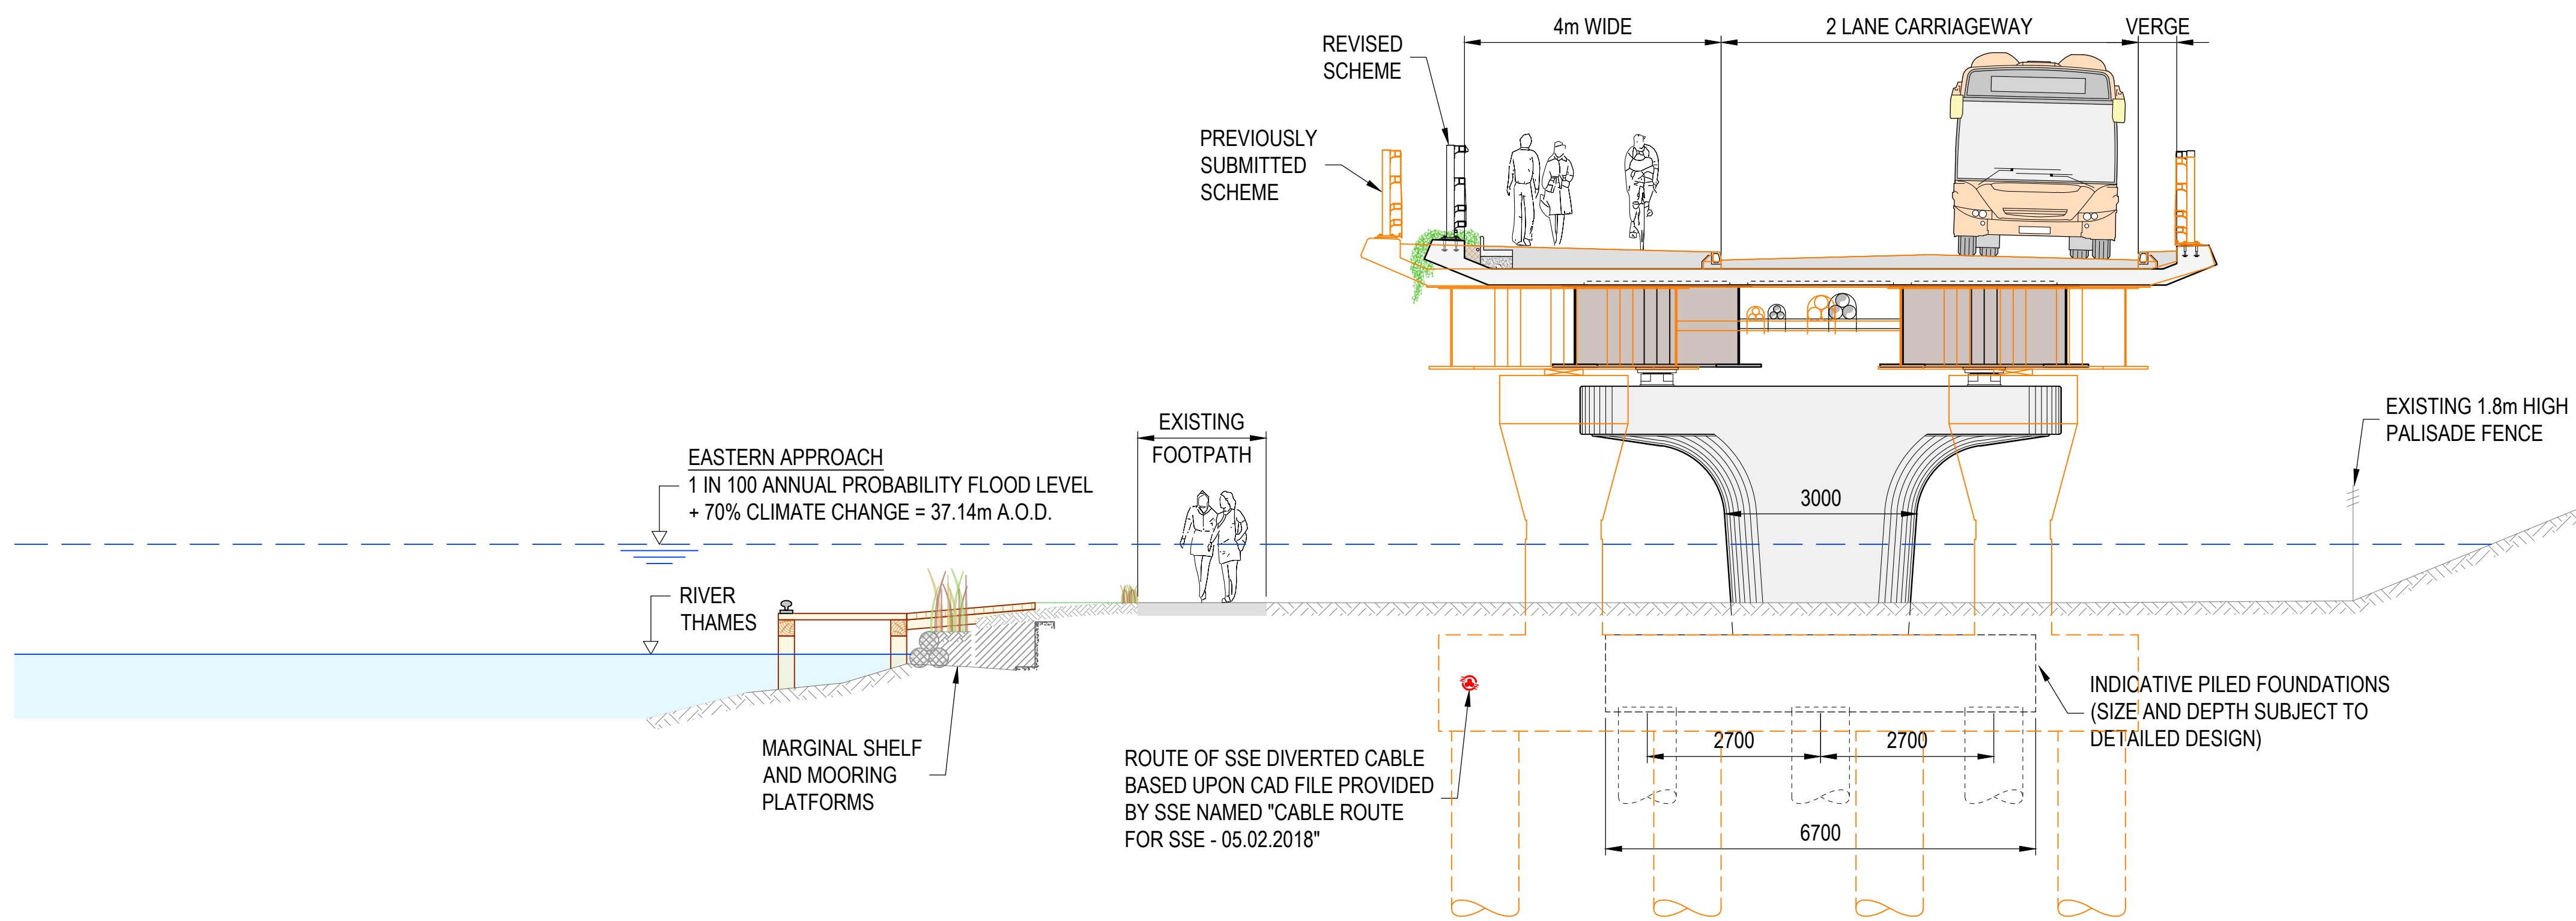 4m WIDE
2 LANE CARRIAGEWAY
VERGE
REVISED
SCHEME
PREVIOUSLY
SUBMITTED
SCHEME
EXISTING
FOOTPATH
EXISTING 1.8m HIGH
PALISADE FENCE
EASTERN APPROACH
1 IN 100 ANNUAL PROBABILITY FLOOD LEVEL
+ 70% CLIMATE CHANGE = 37.14m A.O.D.
3000
RIVER
THAMES
INDICATIVE PILED FOUNDATIONS
(SIZE AND DEPTH SUBJECT TO
DETAILED DESIGN)
2700
2700
MARGINAL SHELF
AND MOORING
PLATFORMS
ROUTE OF SSE DIVERTED CABLE
BASED UPON CAD FILE PROVIDED
BY SSE NAMED "CABLE ROUTE
FOR SSE - 05.02.2018"
6700